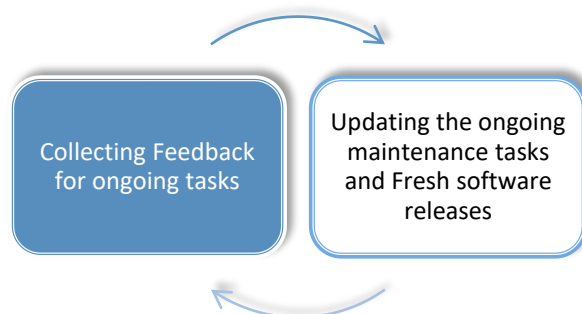 Collecting Feedback
for ongoing tasks
Updating the ongoing
maintenance tasks
and Fresh software
releases